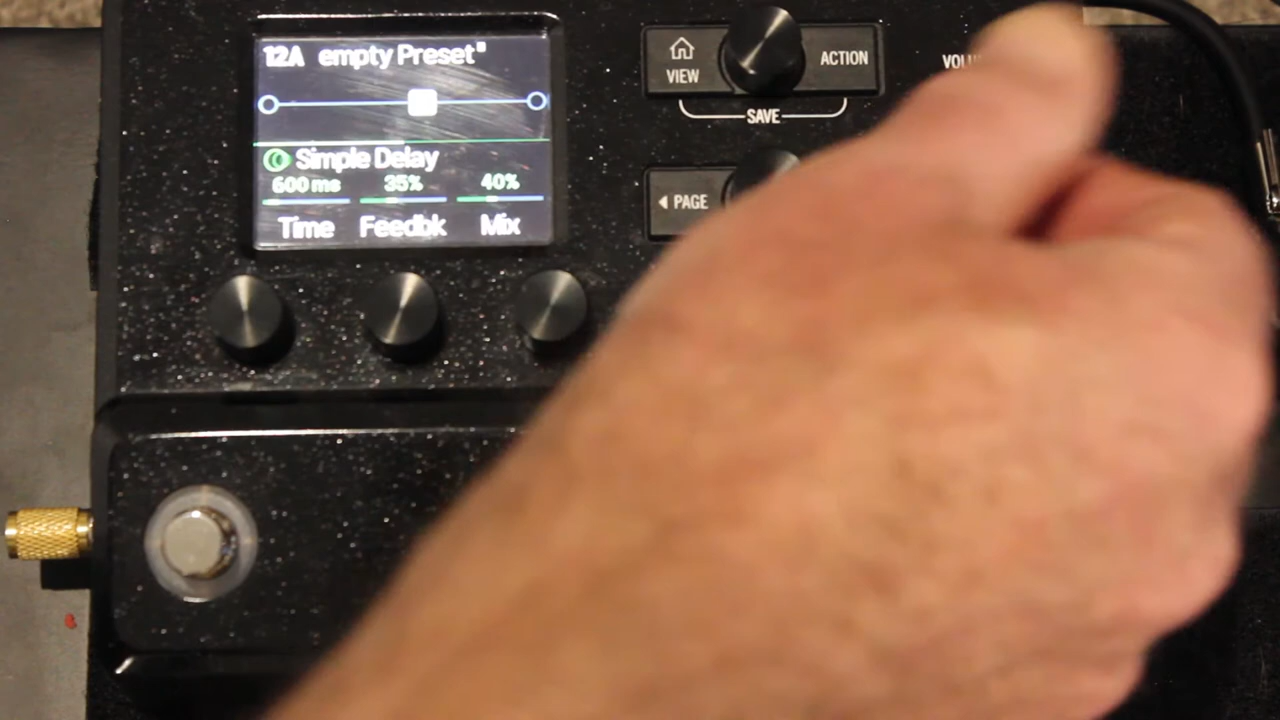 12A empty Preset"
Simple Delay
600 ms 35% 40%
Time Feedbk Mix
VIEW
ACTION
SAVE
PAGE